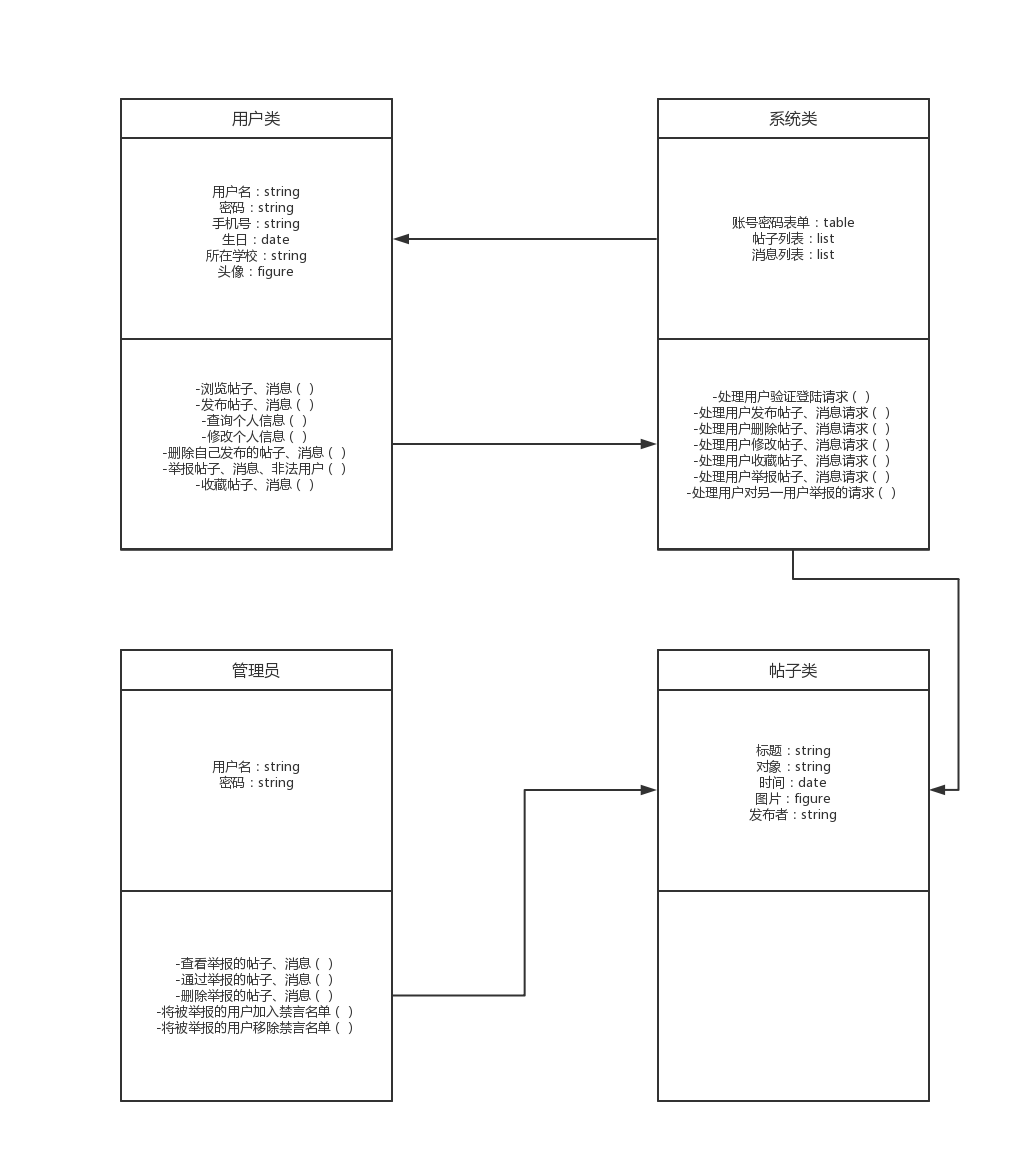 用户类
用户名：string
密码：string
手机号：string
生日：date
所在学校：string
头像：figure
-浏览帖子、消息（ ）
-发布帖子、消息（ ）
-查询个人信息（ ）
-修改个人信息（ ）
-删除自己发布的帖子、消息（ ）
-举报帖子、消息、非法用户（ ）
-收藏帖子、消息（ ）
系统类
账号密码表单：table
帖子列表：list
消息列表：list
-处理用户验证登陆请求（ ）
-处理用户发布帖子、消息请求（ ）
-处理用户删除帖子、消息请求（ ）
-处理用户修改帖子、消息请求（ ）
-处理用户收藏帖子、消息请求（ ）
-处理用户举报帖子、消息请求（ ）
-处理用户对另一用户举报的请求（ ）
管理员
用户名：string
密码：string
-查看举报的帖子、消息（ ）
-通过举报的帖子、消息（ ）
-删除举报的帖子、消息（ ）
-将被举报的用户加入禁言名单（ ）
-将被举报的用户移除禁言名单（ ）
帖子类
标题：string
对象：string
时间：date
图片：figure
发布者：string